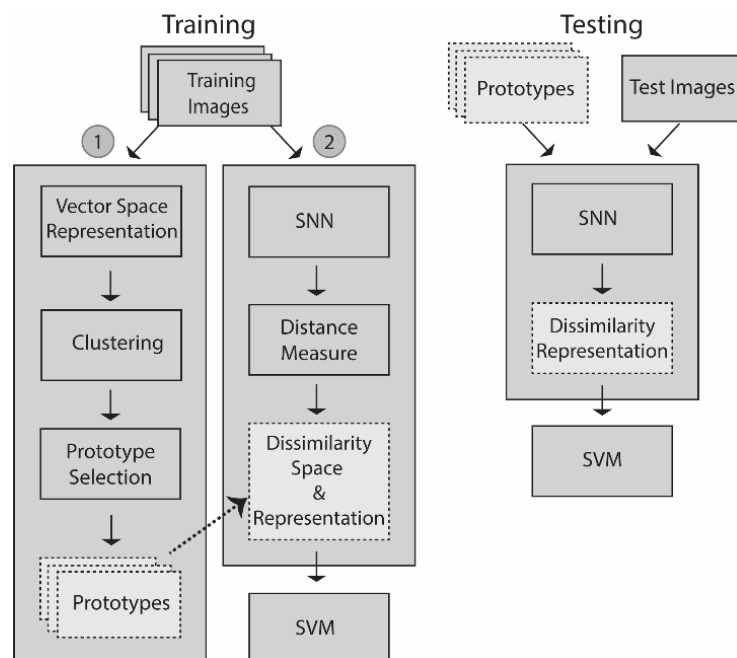 Training
Training
Images
1
2
Vector Space
Representation
Clustering
Prototype
Selection
Prototypes
SNN
Distance
Measure
Dissimilarity
Space
&
Representation
SVM
Testing
Prototypes
Test Images
SNN
Dissimilarity
Representation
SVM